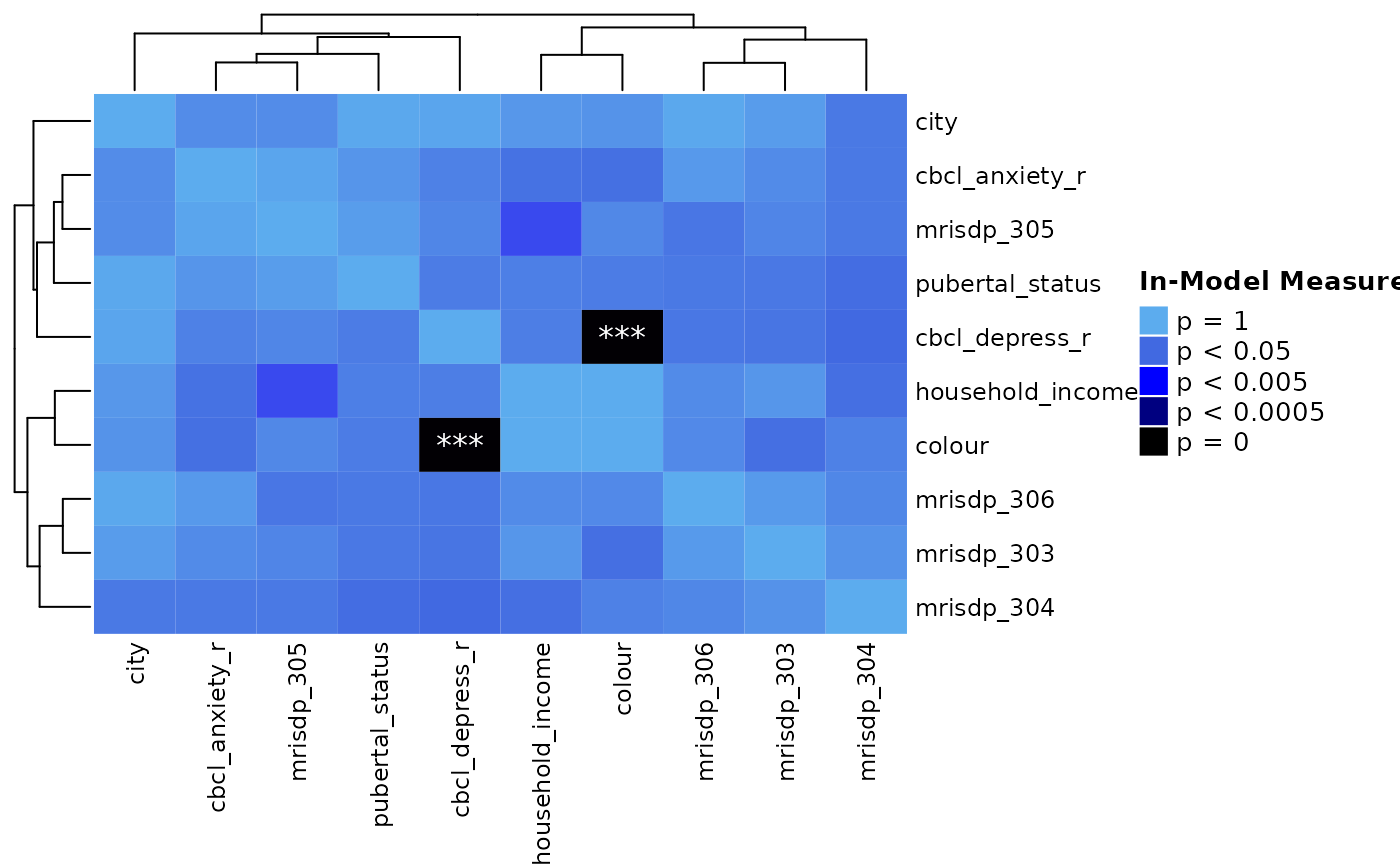 city
cbcl_anxiety_r
mrisdp_305
pubertal_status
cbcl_depress_r
***
household_income
colour
***
mrisdp_306
mrisdp_303
mrisdp_304
In-Model Measure
p = 1
p < 0.05
p < 0.005
p < 0.0005
p = 0
city
cbcl_anxiety_r
mrisdp_305
pubertal_status
cbcl_depress_r
household_income
colour
mrisdp_306
mrisdp_303
mrisdp_304